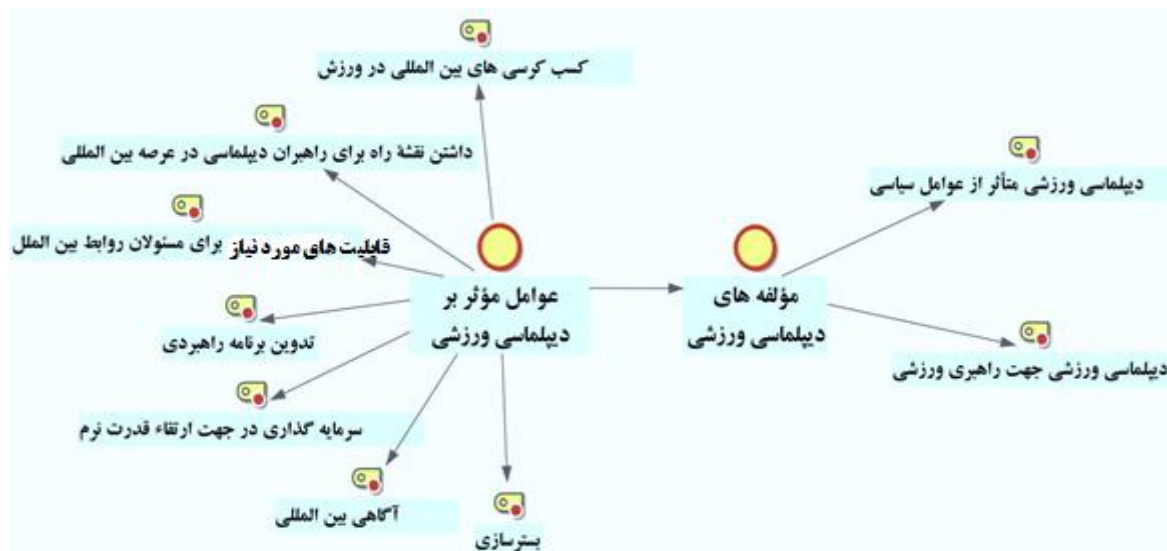 کسب کرسی های بین المللی در ورزش
داشتن نقشۀ راه برای راهبران دیپلماسی در عرصه بین المللی
دیپلماسی ورزشی متأثر از عوامل سیاسی
قابلیت های مورد نیاز برای مسئولان روابط بین الملل
مؤلفه های
دیپلماسی ورزشی
عوامل مؤثر بر
دیپلماسی ورزشی
تدوین برنامه راهبردی
دیپلماسی ورزشی جهت راهبری ورزشی
سرمایه گذاری در جهت ارتقاء قدرت نرم
آگاهی بین المللی
بسترسازی